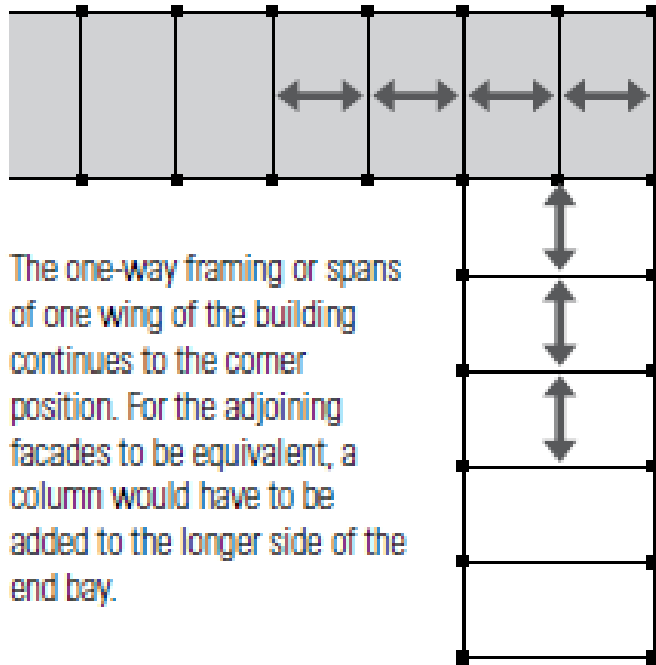 The one-way framing or spans
of one wing of the building
continues to the corner
position. For the adjoining
facades to be equivalent, a
column would have to be
added to the longer side of the
end bay.